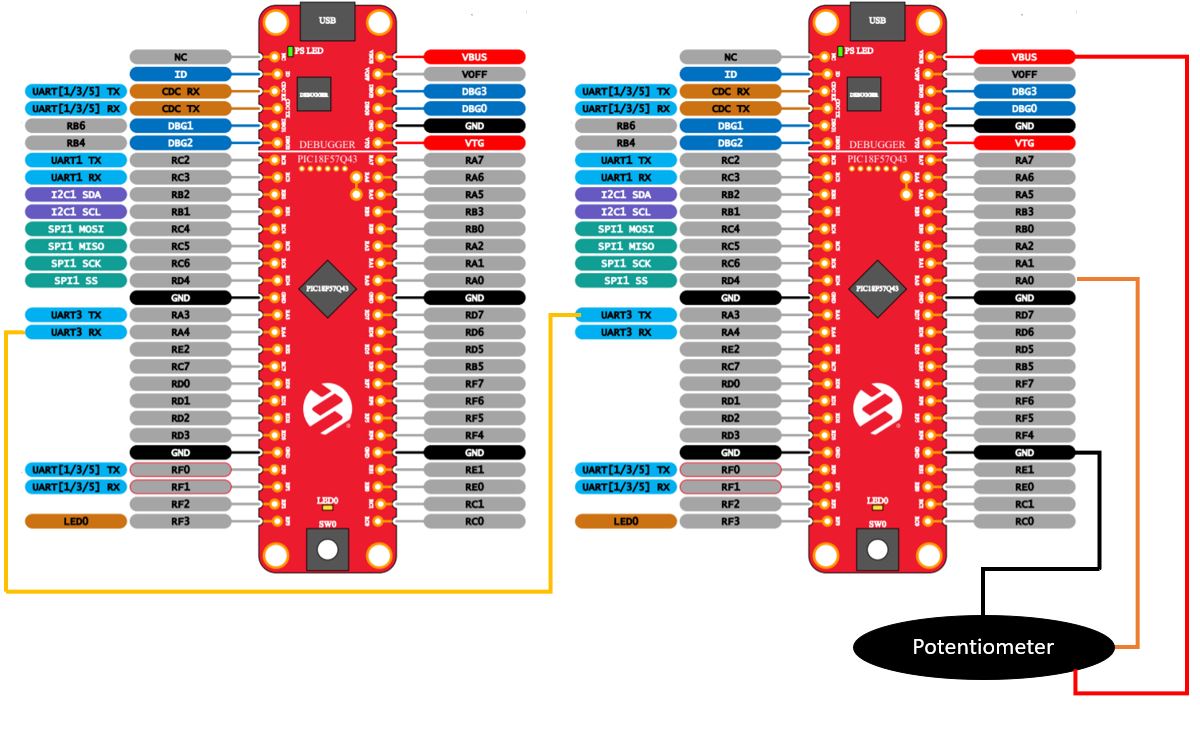 USB USB
PS LED PS LED
NC VBUS NC VBUS
ID VOFF ID VOFF
UART[1/3/5] TX CDC RX DEBUGGER DBG3 UART[1/3/5] TX CDC RX DEBUGGER DBG3
UART[1/3/5] RX CDC TX DBG0 UART[1/3/5] RX CDC TX DBG0
RB6 DBG1 GND RB6 DBG1 GND
RB4 DBG2 DEBUGGER VTG RB4 DBG2 DEBUGGER VTG
UART1 TX RC2 PIC18F57Q43 RA7 UART1 TX RC2 PIC18F57Q43 RA7
UART1 RX RC3 RA6 UART1 RX RC3 RA6
I2C1 SDA RB2 RA5 I2C1 SDA RB2 RA5
I2C1 SCL RB1 RB3 I2C1 SCL RB1 RB3
SPI1 MOSI RC4 RB0 SPI1 MOSI RC4 RB0
SPI1 MISO RC5 RA2 SPI1 MISO RC5 RA2
SPI1 SCK RC6 RA1 SPI1 SCK RC6 RA1
SPI1 SS RD4 PIC18F57Q43 RA0 SPI1 SS RD4 PIC18F57Q43 RA0
GND GND GND GND
UART3 TX RA3 RD7 UART3 TX RA3 RD7
UART3 RX RA4 RD6 UART3 RX RA4 RD6
RE2 RD5 RE2 RD5
RC7 RB5 RC7 RB5
RD0 RF7 RD0 RF7
RD1 RF6 RD1 RF6
RD2 RF5 RD2 RF5
RD3 RF4 RD3 RF4
GND GND GND GND
UART[1/3/5] TX RF0 RE1 UART[1/3/5] TX RF0 RE1
UART[1/3/5] RX RF1 RE0 UART[1/3/5] RX RF1 RE0
RF2 LED0 RC1 RF2 LED0 RC1
LED0 RF3 SW0 RC0 LED0 RF3 SW0 RC0
Potentiometer